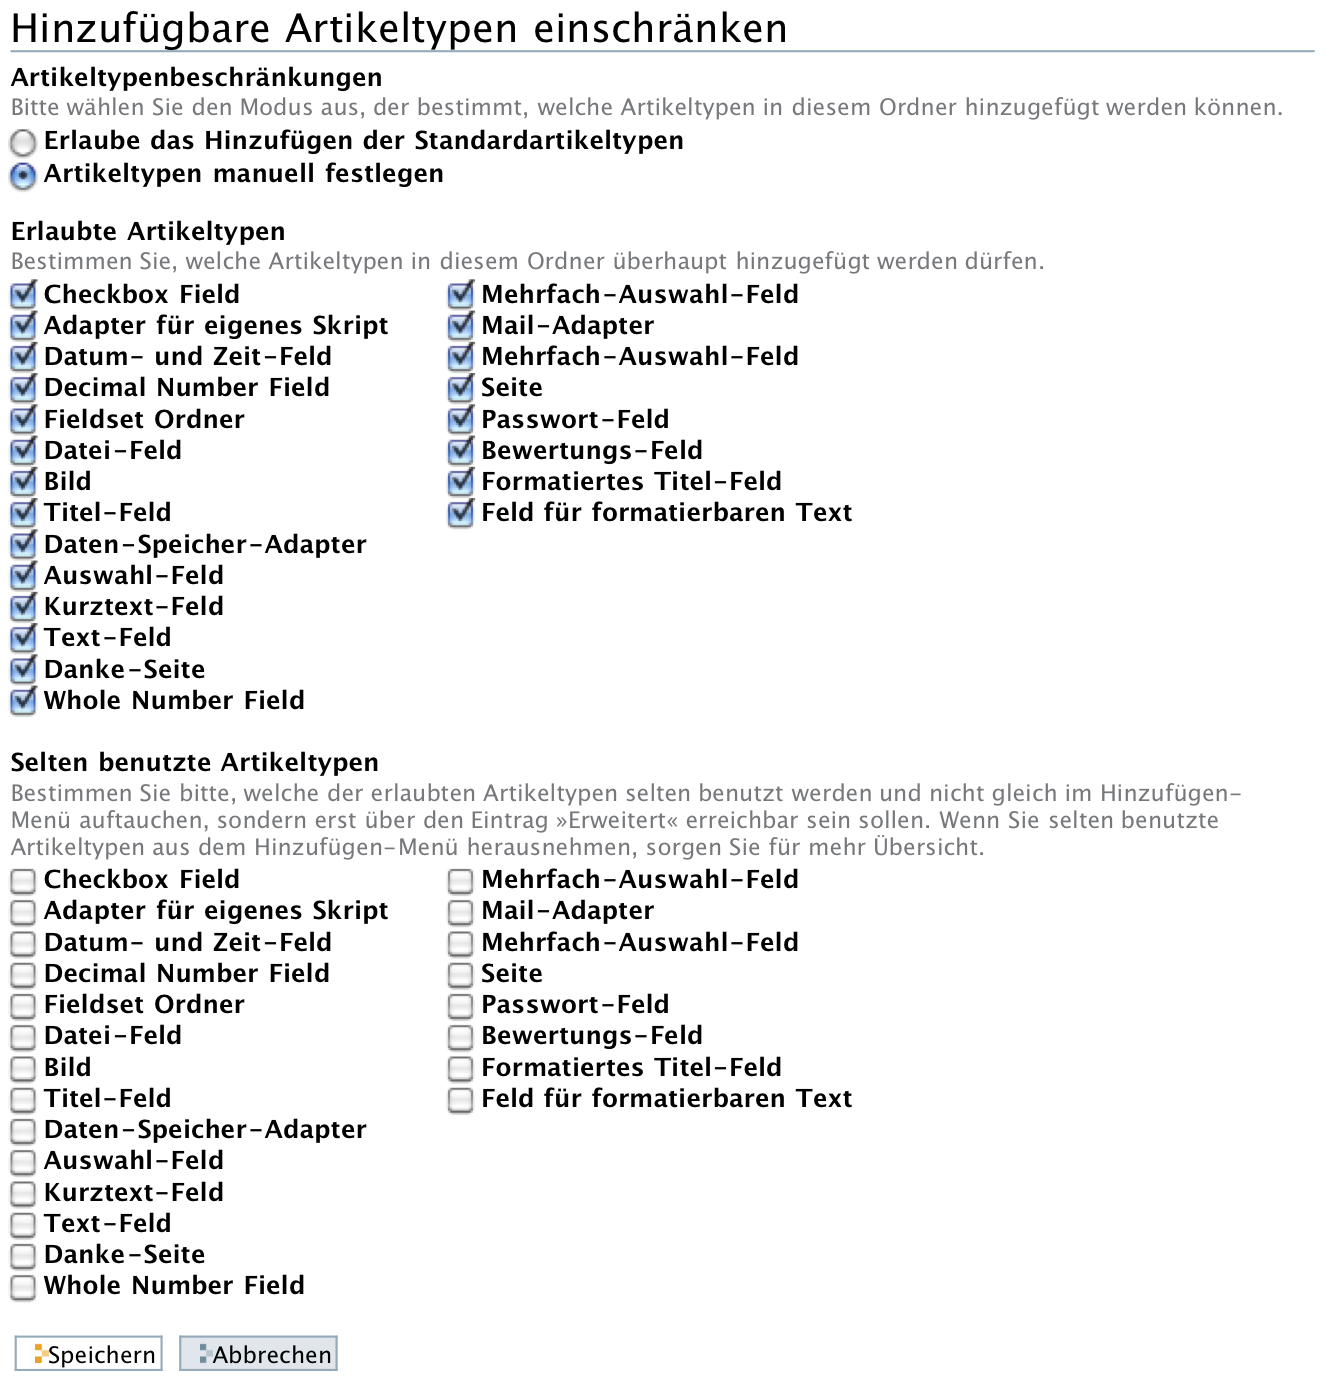 Hinzufügbare Artikeltypen einschränken
Artikeltypenbeschränkungen
Bitte wählen Sie den Modus aus, der bestimmt, welche Artikeltypen in diesem Ordner hinzugefügt werden können.
Erlaube das Hinzufügen der Standardartikeltypen
Artikeltypen manuell festlegen
Erlaubte Artikeltypen
Bestimmen Sie, welche Artikeltypen in diesem Ordner überhaupt hinzugefügt werden dürfen.
Checkbox Field
Adapter für eigenes Skript
Datum- und Zeit-Feld
Decimal Number Field
Fieldset Ordner
Datei-Feld
Bild
Titel-Feld
Daten-Speicher-Adapter
Auswahl-Feld
Kurztext-Feld
Text-Feld
Danke-Seite
Whole Number Field
Mehrfach-Auswahl-Feld
Mail-Adapter
Mehrfach-Auswahl-Feld
Seite
Passwort-Feld
Bewertungs-Feld
Formatiertes Titel-Feld
Feld für formatierbaren Text
Selten benutzte Artikeltypen
Bestimmen Sie bitte, welche der erlaubten Artikeltypen selten benutzt werden und nicht gleich im Hinzufügen-
Menü auftauchen, sondern erst über den Eintrag »Erweitert« erreichbar sein sollen. Wenn Sie selten benutzte
Artikeltypen aus dem Hinzufügen-Menü herausnehmen, sorgen Sie für mehr Übersicht.
Checkbox Field
Adapter für eigenes Skript
Datum- und Zeit-Feld
Decimal Number Field
Fieldset Ordner
Datei-Feld
Bild
Titel-Feld
Daten-Speicher-Adapter
Auswahl-Feld
Kurztext-Feld
Text-Feld
Danke-Seite
Whole Number Field
Mehrfach-Auswahl-Feld
Mail-Adapter
Mehrfach-Auswahl-Feld
Seite
Passwort-Feld
Bewertungs-Feld
Formatiertes Titel-Feld
Feld für formatierbaren Text
Speichern
Abbrechen